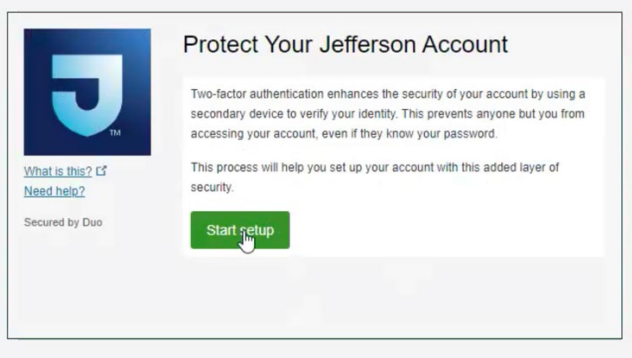 Protect Your Jefferson Account
Two-factor authentication enhances the security of your account by using a
secondary device to verify your identity. This prevents anyone but you from
accessing your account, even if they know your password.
This process will help you set up your account with this added layer of
security.
Start setup
TM
What is this?
Need help?
Secured by Duo